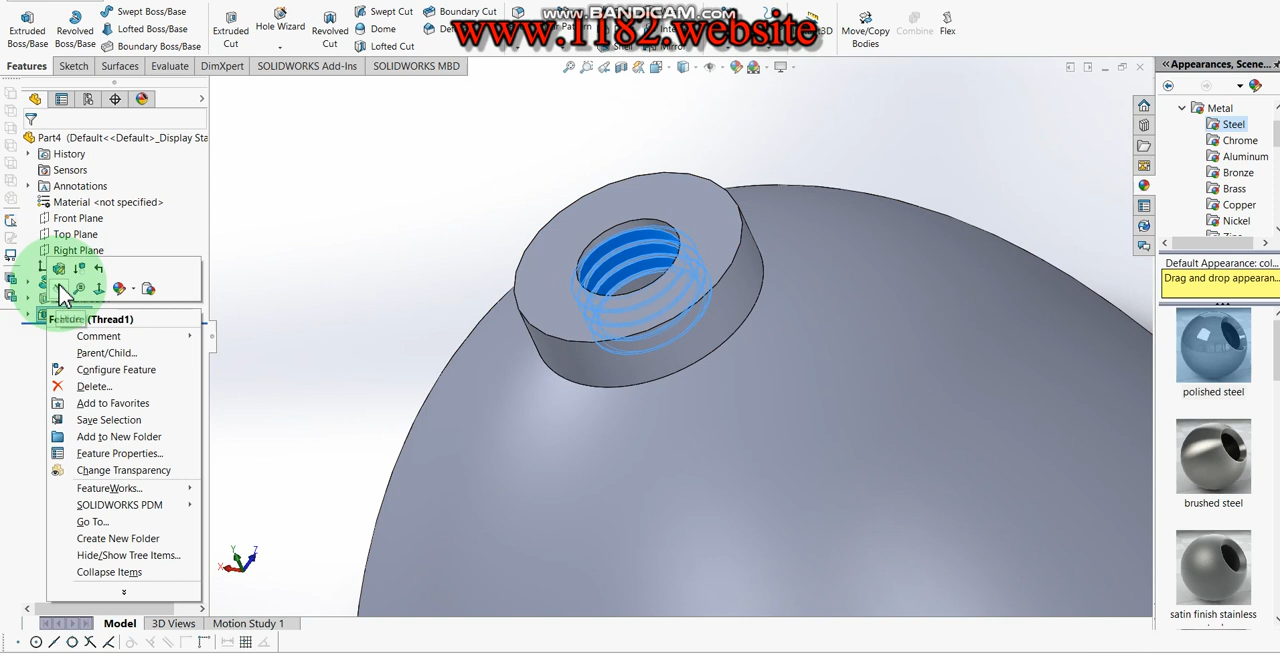 www.BANDICAM.com
www.1182.website
Extruded
Boss/Base
Revolved
Boss/Base
Swept Boss/Base
Lofted Boss/Base
Boundary Boss/Base
Extruded
Cut
Hole Wizard
Revolved
Cut
Swept Cut
Dome
Lofted Cut
Boundary Cut
Move/Copy
Bodies
Combine
Flex
Features
Sketch
Surfaces
Evaluate
DimXpert
SOLIDWORKS Add-Ins
SOLIDWORKS MBD
Part4 (Default<<Default>_Display Sta
History
Sensors
Annotations
Material <not specified>
Front Plane
Top Plane
Right Plane
Feature (Thread1)
Comment
Parent/Child...
Configure Feature
Delete...
Add to Favorites
Save Selection
Add to New Folder
Feature Properties...
Change Transparency
FeatureWorks...
SOLIDWORKS PDM
Go To...
Create New Folder
Hide/Show Tree Items...
Collapse Items
Y
Z
X
Model
3D Views
Motion Study 1
Appearances, Scene...
Metal
Steel
Chrome
Aluminum
Bronze
Brass
Copper
Nickel
Default Appearance: col...
Drag and drop appearan...
polished steel
brushed steel
satin finish stainless